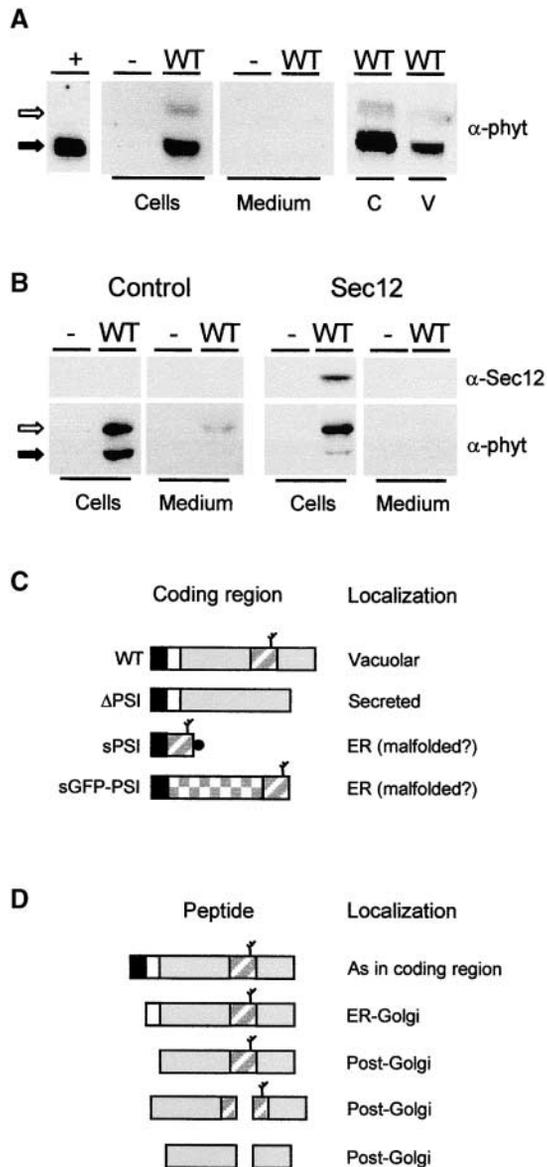 A
+ - WT - WT WT WT
α-phyt
Cells Medium C V
B
Control Sec12
- WT - WT - WT - WT
α-Sec12
α-phyt
Cells Medium Cells Medium
C
Coding region Localization
WT Vacuolar
ΔPSI Secreted
sPSI ER (malfolded?)
sGFP-PSI ER (malfolded?)
D
Peptide Localization
As in coding region
ER-Golgi
Post-Golgi
Post-Golgi
Post-Golgi